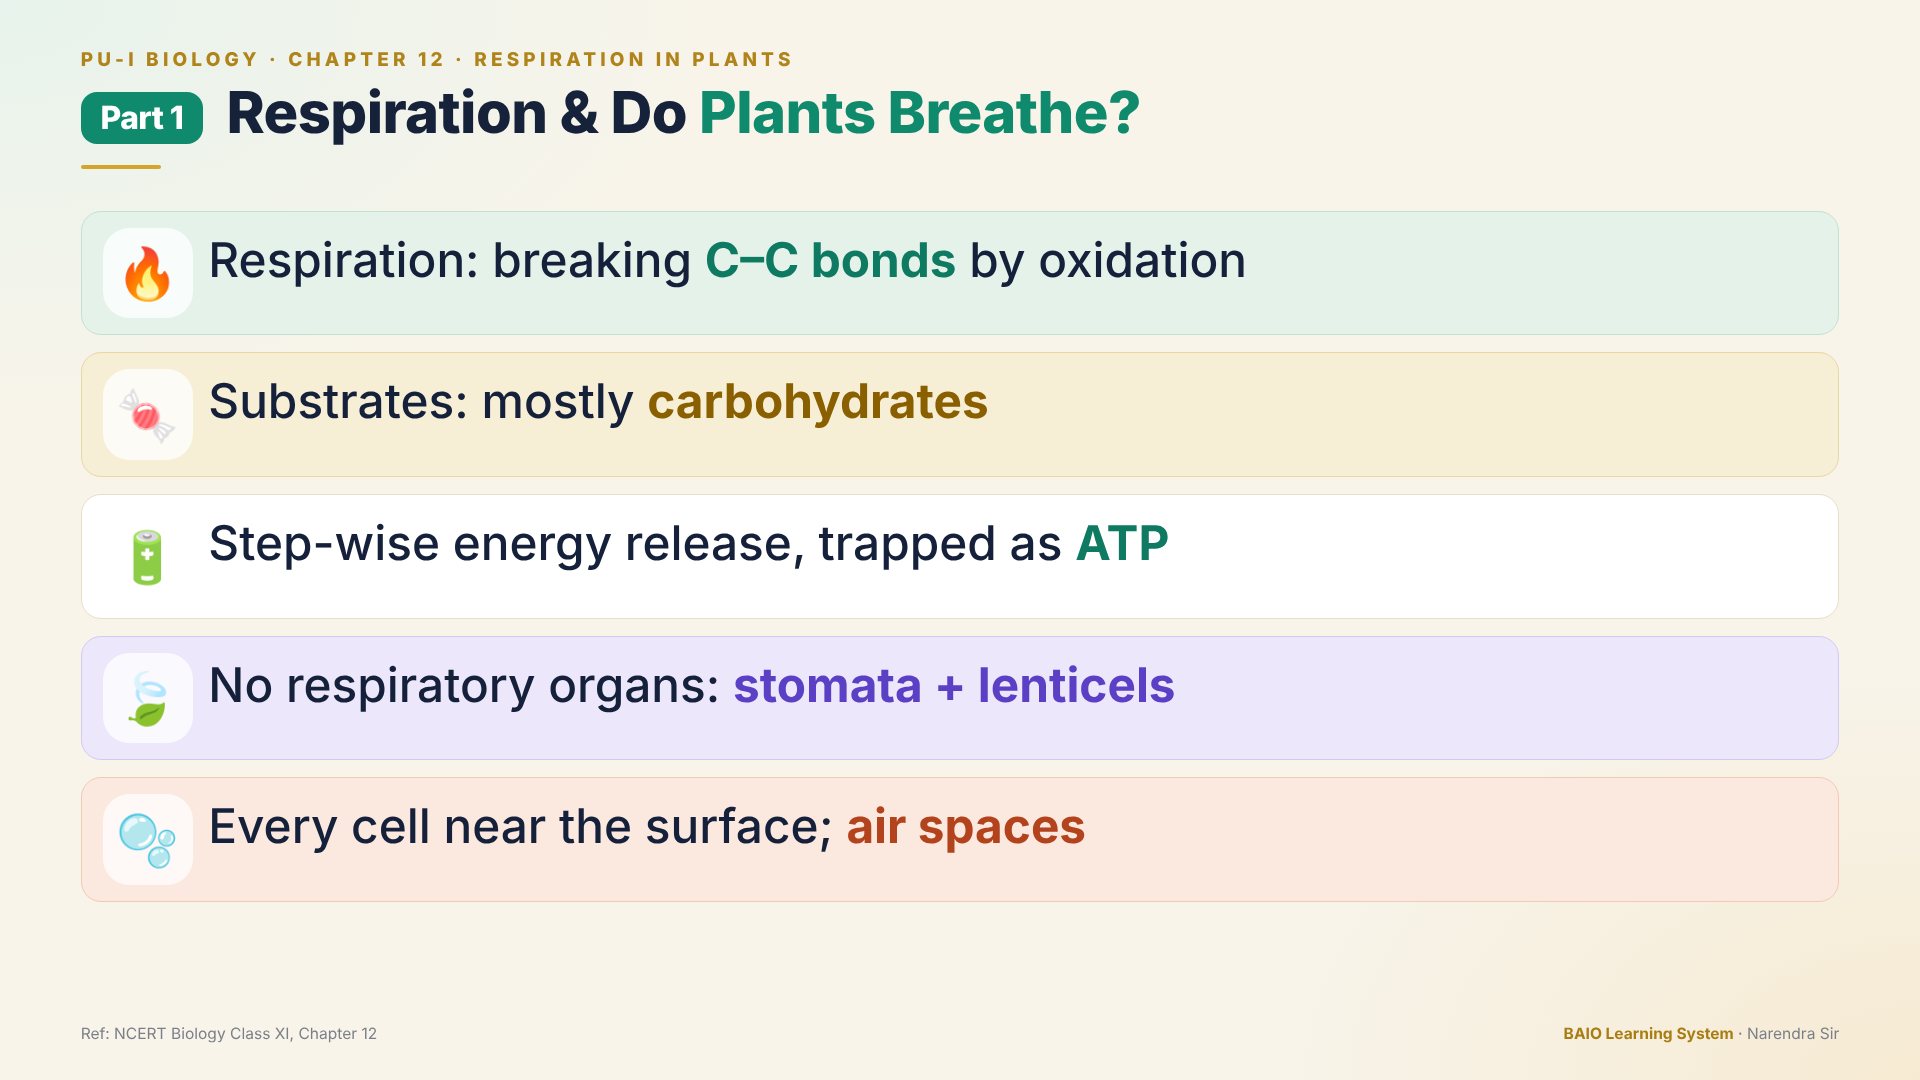 PU-I BIOLOGY · CHAPTER 12 · RESPIRATION IN PLANTS
Part 1 Respiration & Do Plants Breathe?
Respiration: breaking C–C bonds by oxidation
Substrates: mostly carbohydrates
Step-wise energy release, trapped as ATP
No respiratory organs: stomata + lenticels
Every cell near the surface; air spaces
Ref: NCERT Biology Class XI, Chapter 12
BAIO Learning System · Narendra Sir